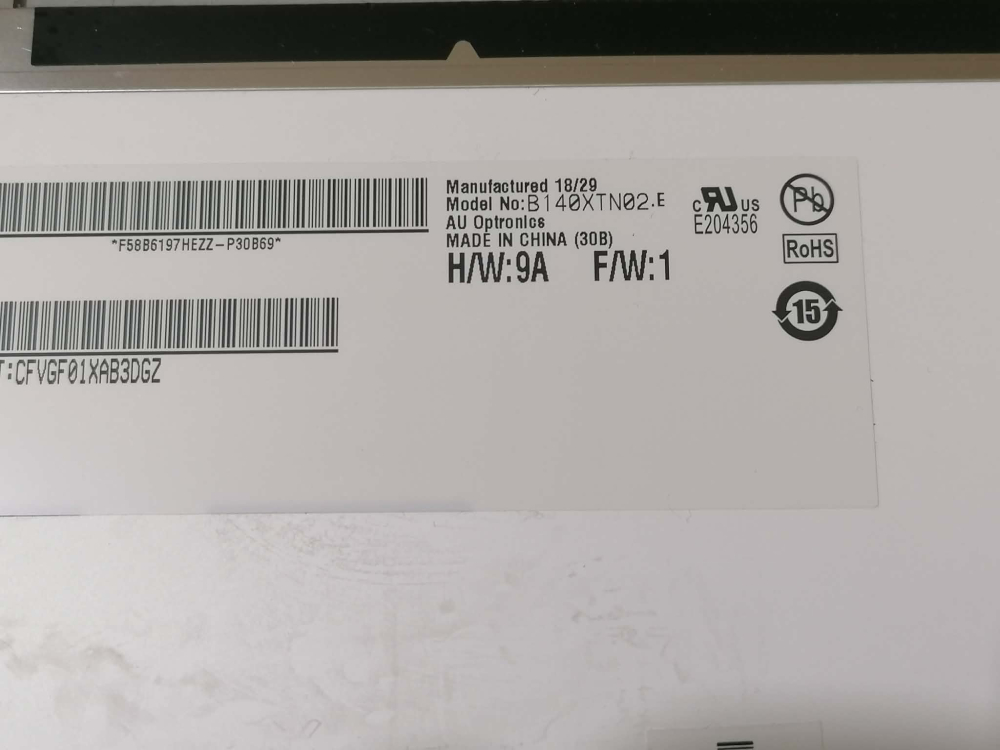 Manufactured 18/29
Model No:B140XTN02.E
AU Optronics
MADE IN CHINA (30B)
H/W:9A F/W:1
*F58B6197HEZZ-P30B69*
T:CFVGF01XAB3DGZ
c RU US
E204356
Pb
RoHS
15